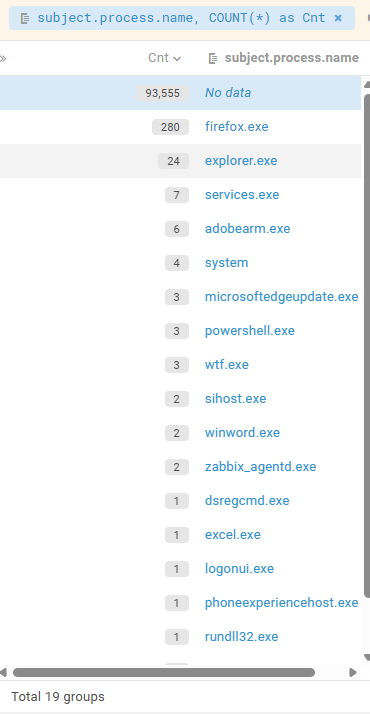 subject.process.name, COUNT(*) as Cnt ×
» Cnt subject.process.name
93,555 No data
280 firefox.exe
24 explorer.exe
7 services.exe
6 adobearm.exe
4 system
3 microsoftedgeupdate.exe
3 powershell.exe
3 wtf.exe
2 sihost.exe
2 winword.exe
2 zabbix_agentd.exe
1 dsregcmd.exe
1 excel.exe
1 logonui.exe
1 phoneexperiencehost.exe
1 rundll32.exe
Total 19 groups